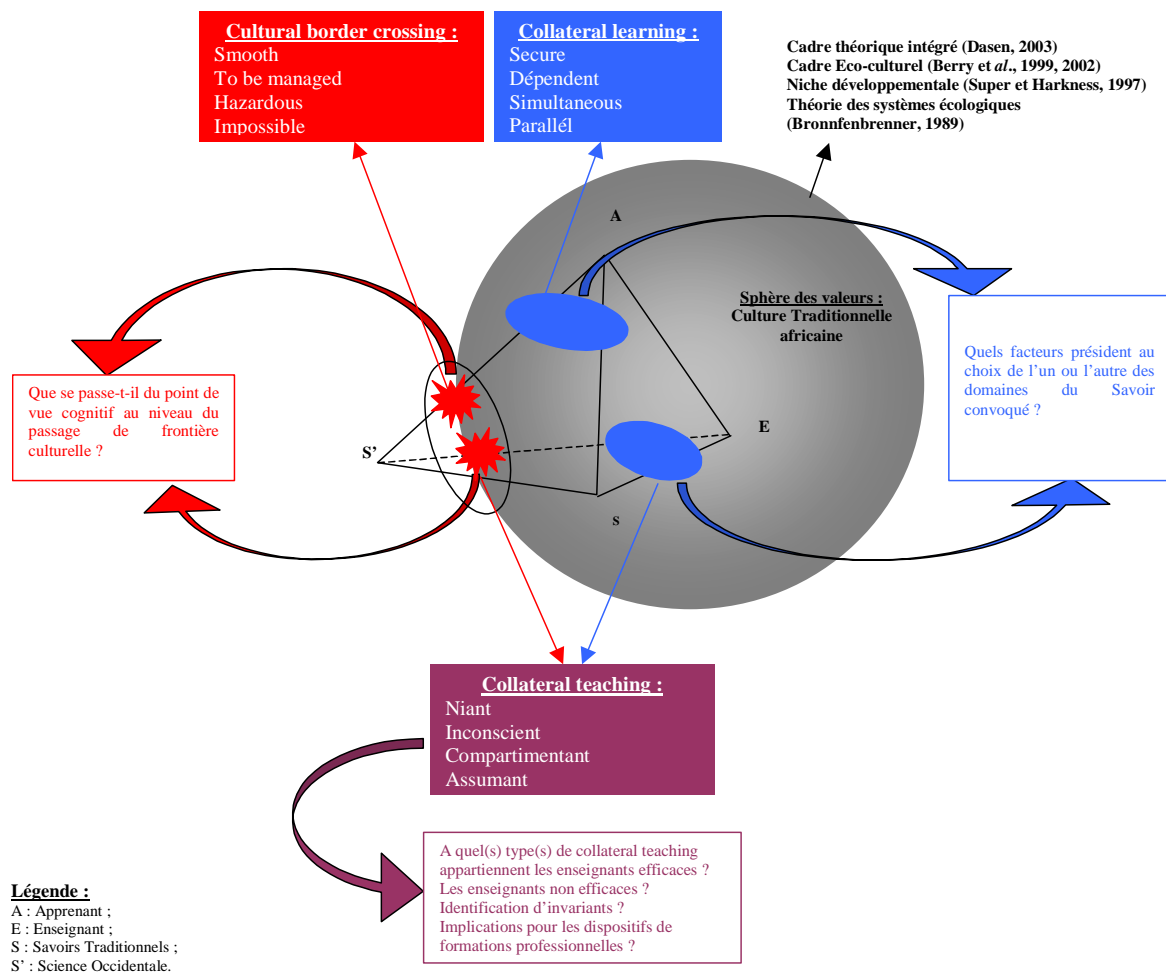 Cultural border crossing :
Smooth
To be managed
Hazardous
Impossible
Collateral learning :
Secure
Dépendent
Simultaneous
Parallél
Cadre théorique intégré (Dasen, 2003)
Cadre Eco-culturel (Berry et al., 1999, 2002)
Niche développementale (Super et Harkness, 1997)
Théorie des systèmes écologiques
(Bronnfenbrenner, 1989)
A
Sphère des valeurs :
Culture Traditionnelle
africaine
Que se passe-t-il du point de
vue cognitif au niveau du
passage de frontière
culturelle ?
S’
E
s
Quels facteurs président au
choix de l’un ou l’autre des
domaines du Savoir
convoqué ?
Collateral teaching :
Niant
Inconscient
Compartimentant
Assumant
A quel(s) type(s) de collateral teaching
appartiennent les enseignants efficaces ?
Les enseignants non efficaces ?
Identification d’invariants ?
Implications pour les dispositifs de
formations professionnelles ?
Légende :
A : Apprenant ;
E : Enseignant ;
S : Savoirs Traditionnels ;
S’ : Science Occidentale.